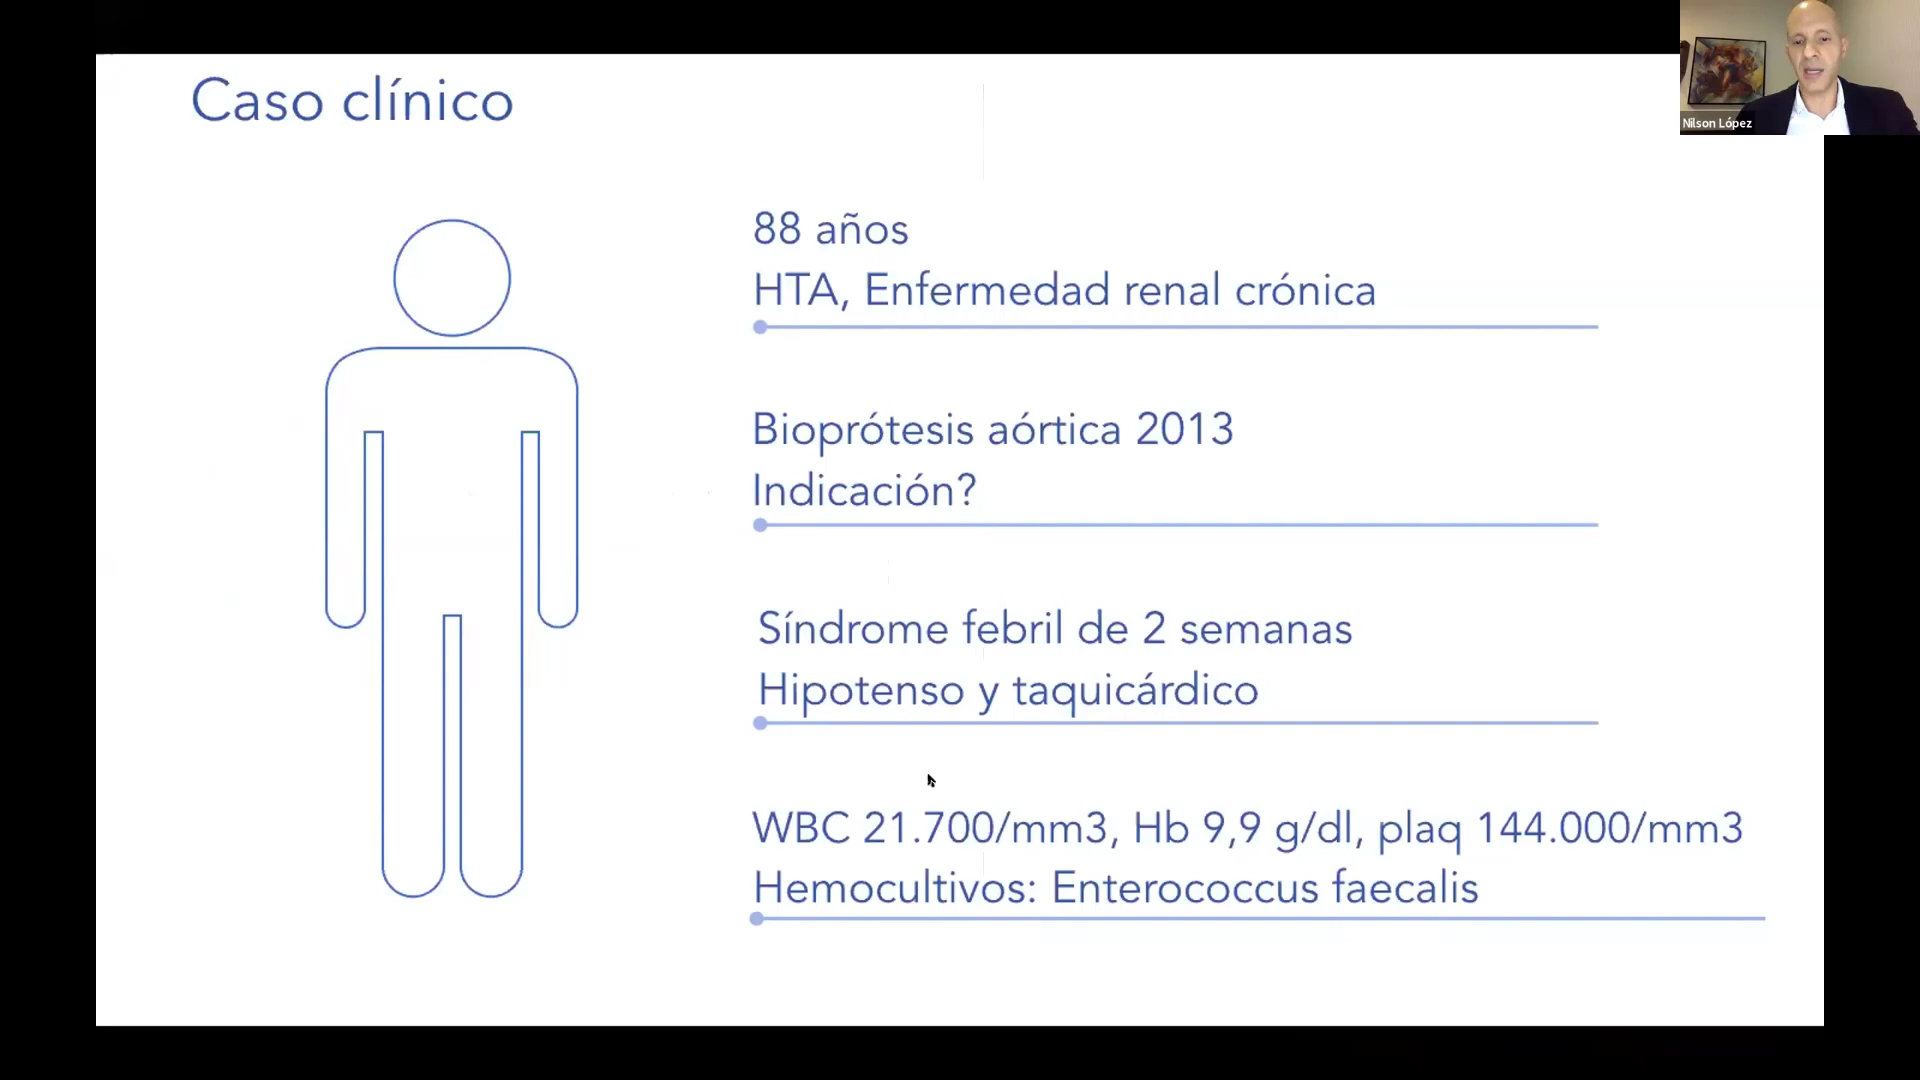 Caso clínico
Nilson López
88 años
HTA, Enfermedad renal crónica
Bioprótesis aórtica 2013
Indicación?
Síndrome febril de 2 semanas
Hipotenso y taquicárdico
WBC 21.700/mm3, Hb 9,9 g/dl, plaq 144.000/mm3
Hemocultivos: Enterococcus faecalis